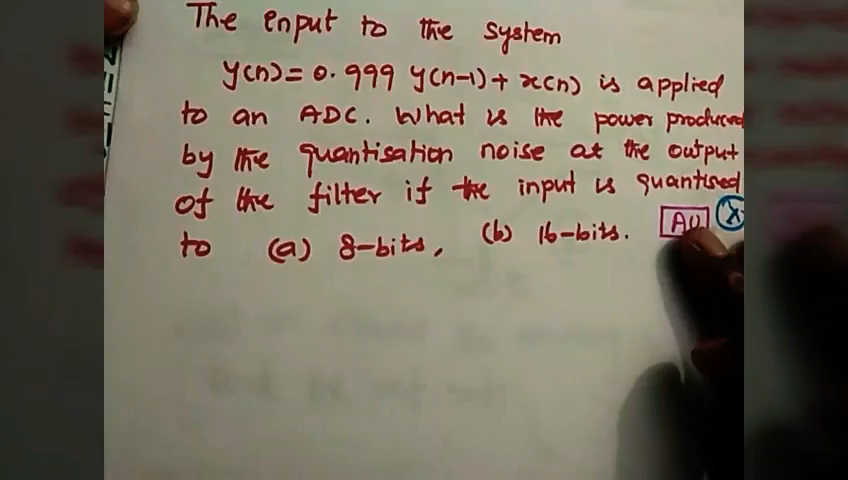 The input to the system
y(n) = 0.999 y(n-1) + x(n) is applied
to an ADC. What is the power produced
by the quantisation noise at the output
of the filter if the input is quantised
to (a) 8-bits, (b) 16-bits. AU X